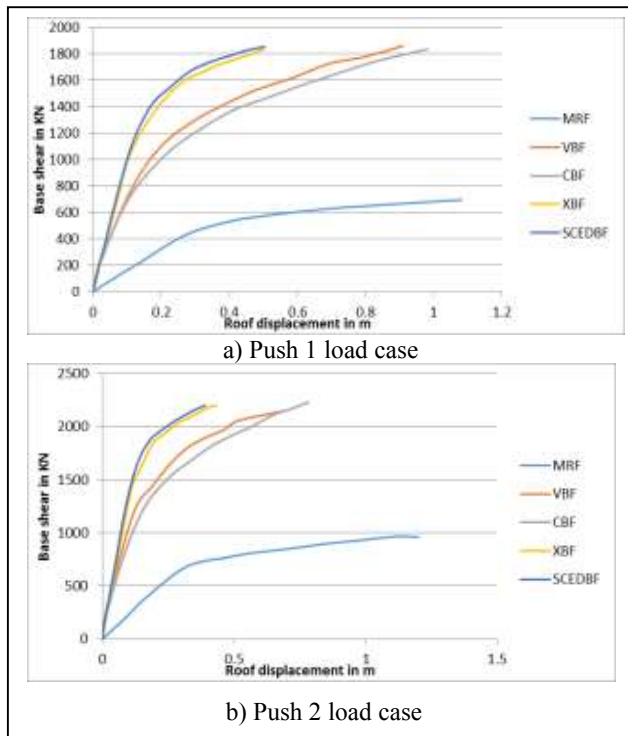 Base shear in KN
2000
1800
1600
1400
1200
1000
800
600
400
200
0
0
0.2
0.4
0.6
0.8
1
1.2
Roof displacement in m
MRF
VBF
CBF
XBF
SCEDBF
a) Push 1 load case
Base shear in KN
2500
2000
1500
1000
500
0
0
0.5
1
1.5
Roof displacement in m
MRF
VBF
CBF
XBF
SCEDBF
b) Push 2 load case